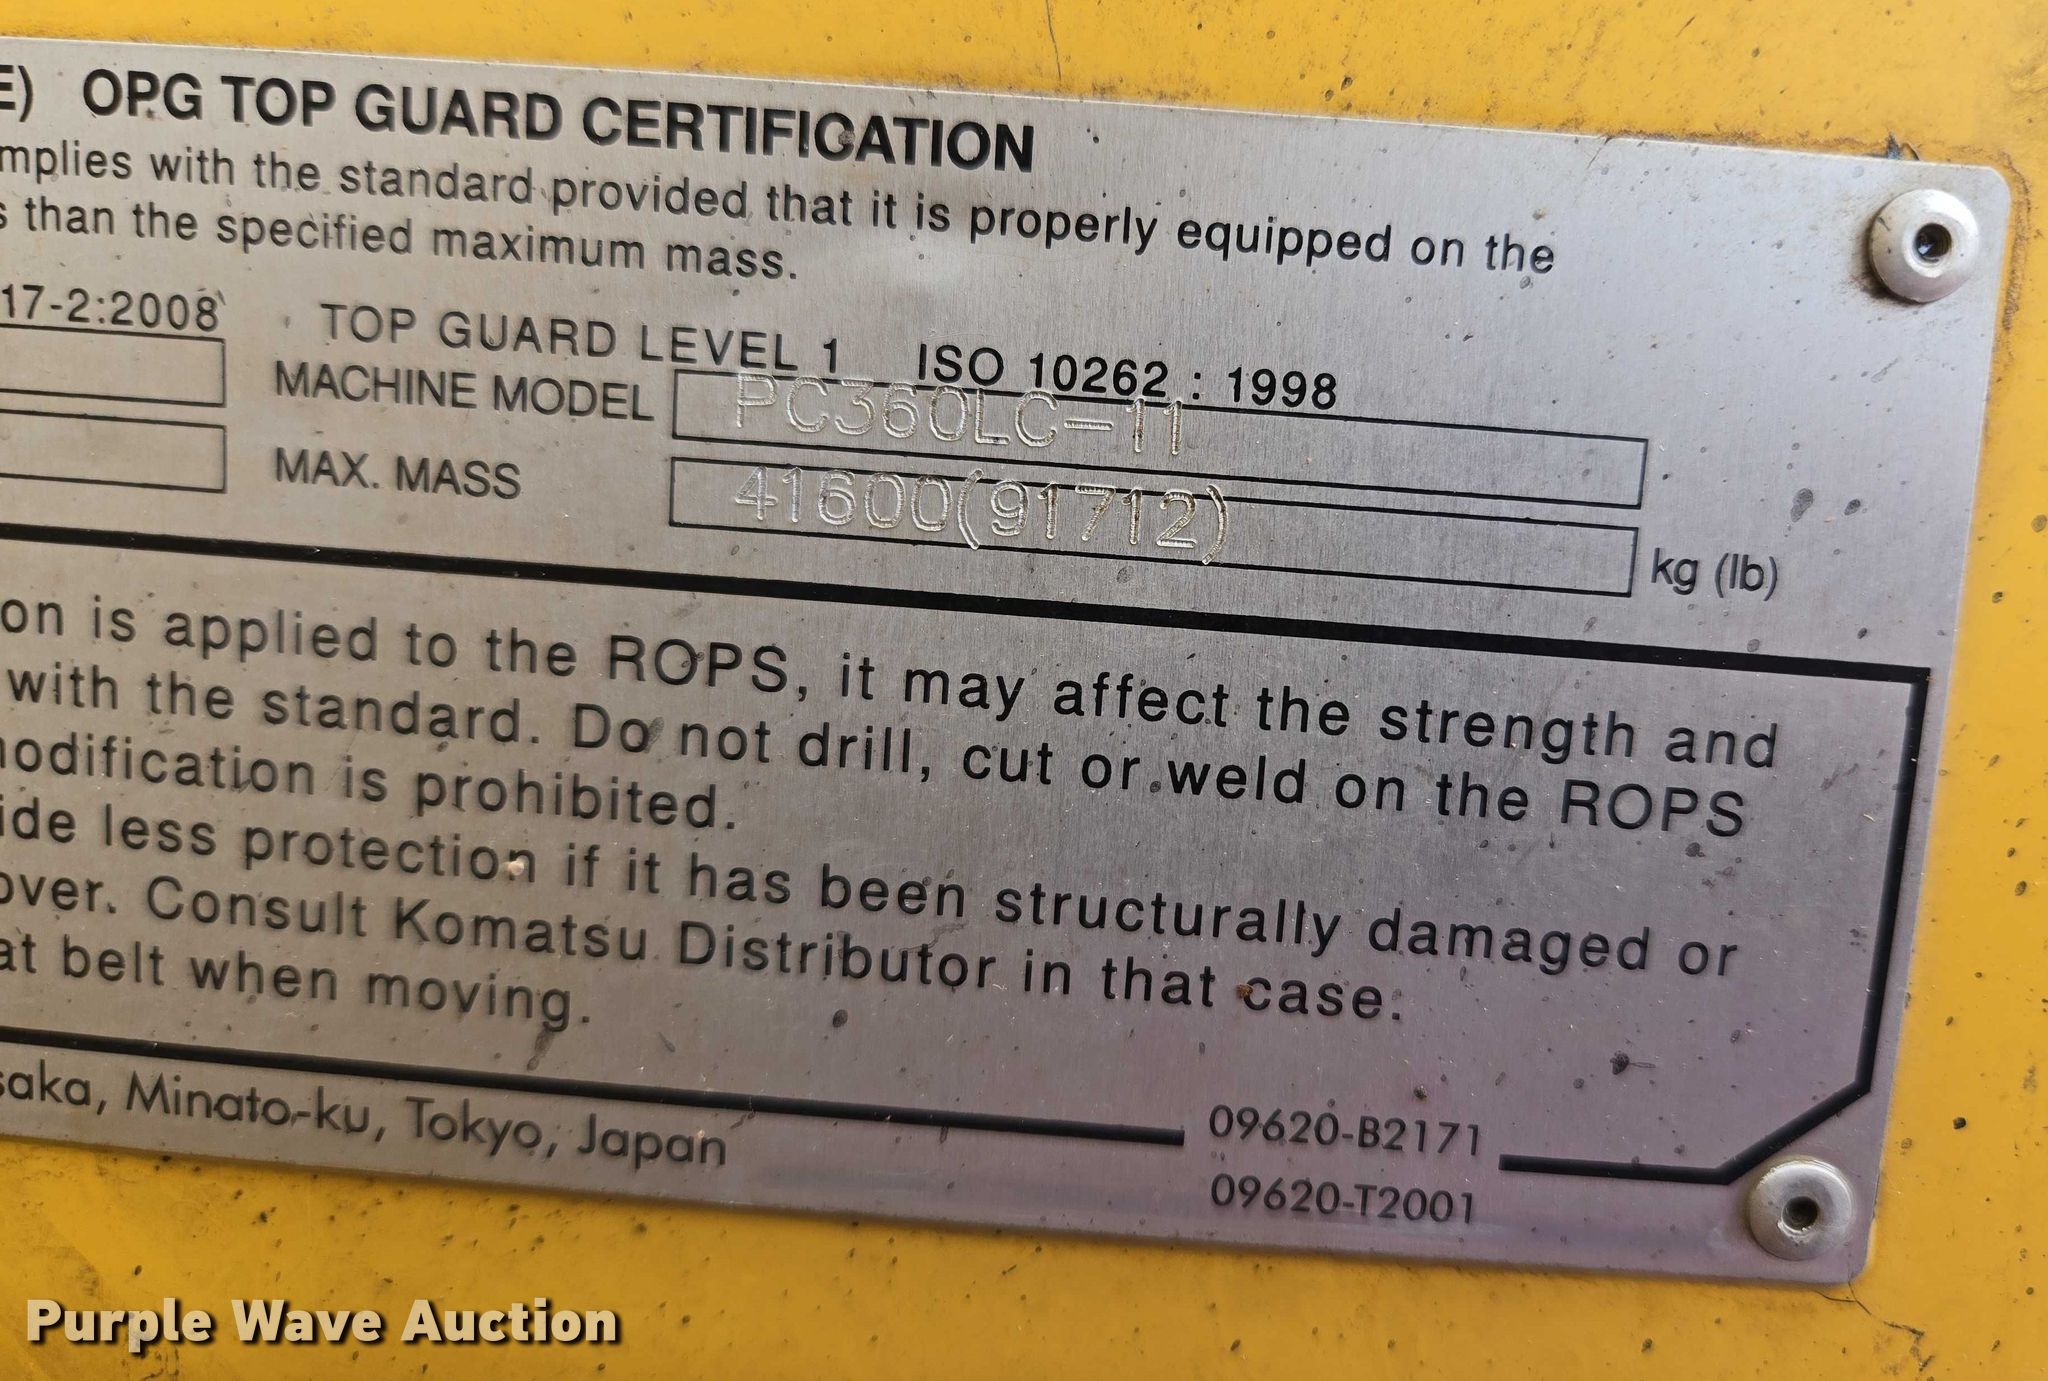 E) OPG TOP GUARD CERTIFICATION
mplies with the standard provided that it is properly equipped on the
s than the specified maximum mass.
17-2:2008 TOP GUARD LEVEL 1 ISO 10262 : 1998
MACHINE MODEL PC360LC-11
MAX. MASS 41600(91712) kg (lb)
on is applied to the ROPS, it may affect the strength and
with the standard. Do not drill, cut or weld on the ROPS
odification is prohibited.
ide less protection if it has been structurally damaged or
over. Consult Komatsu Distributor in that case.
at belt when moving.
saka, Minato-ku, Tokyo, Japan
09620-B2171
09620-T2001
Purple Wave Auction